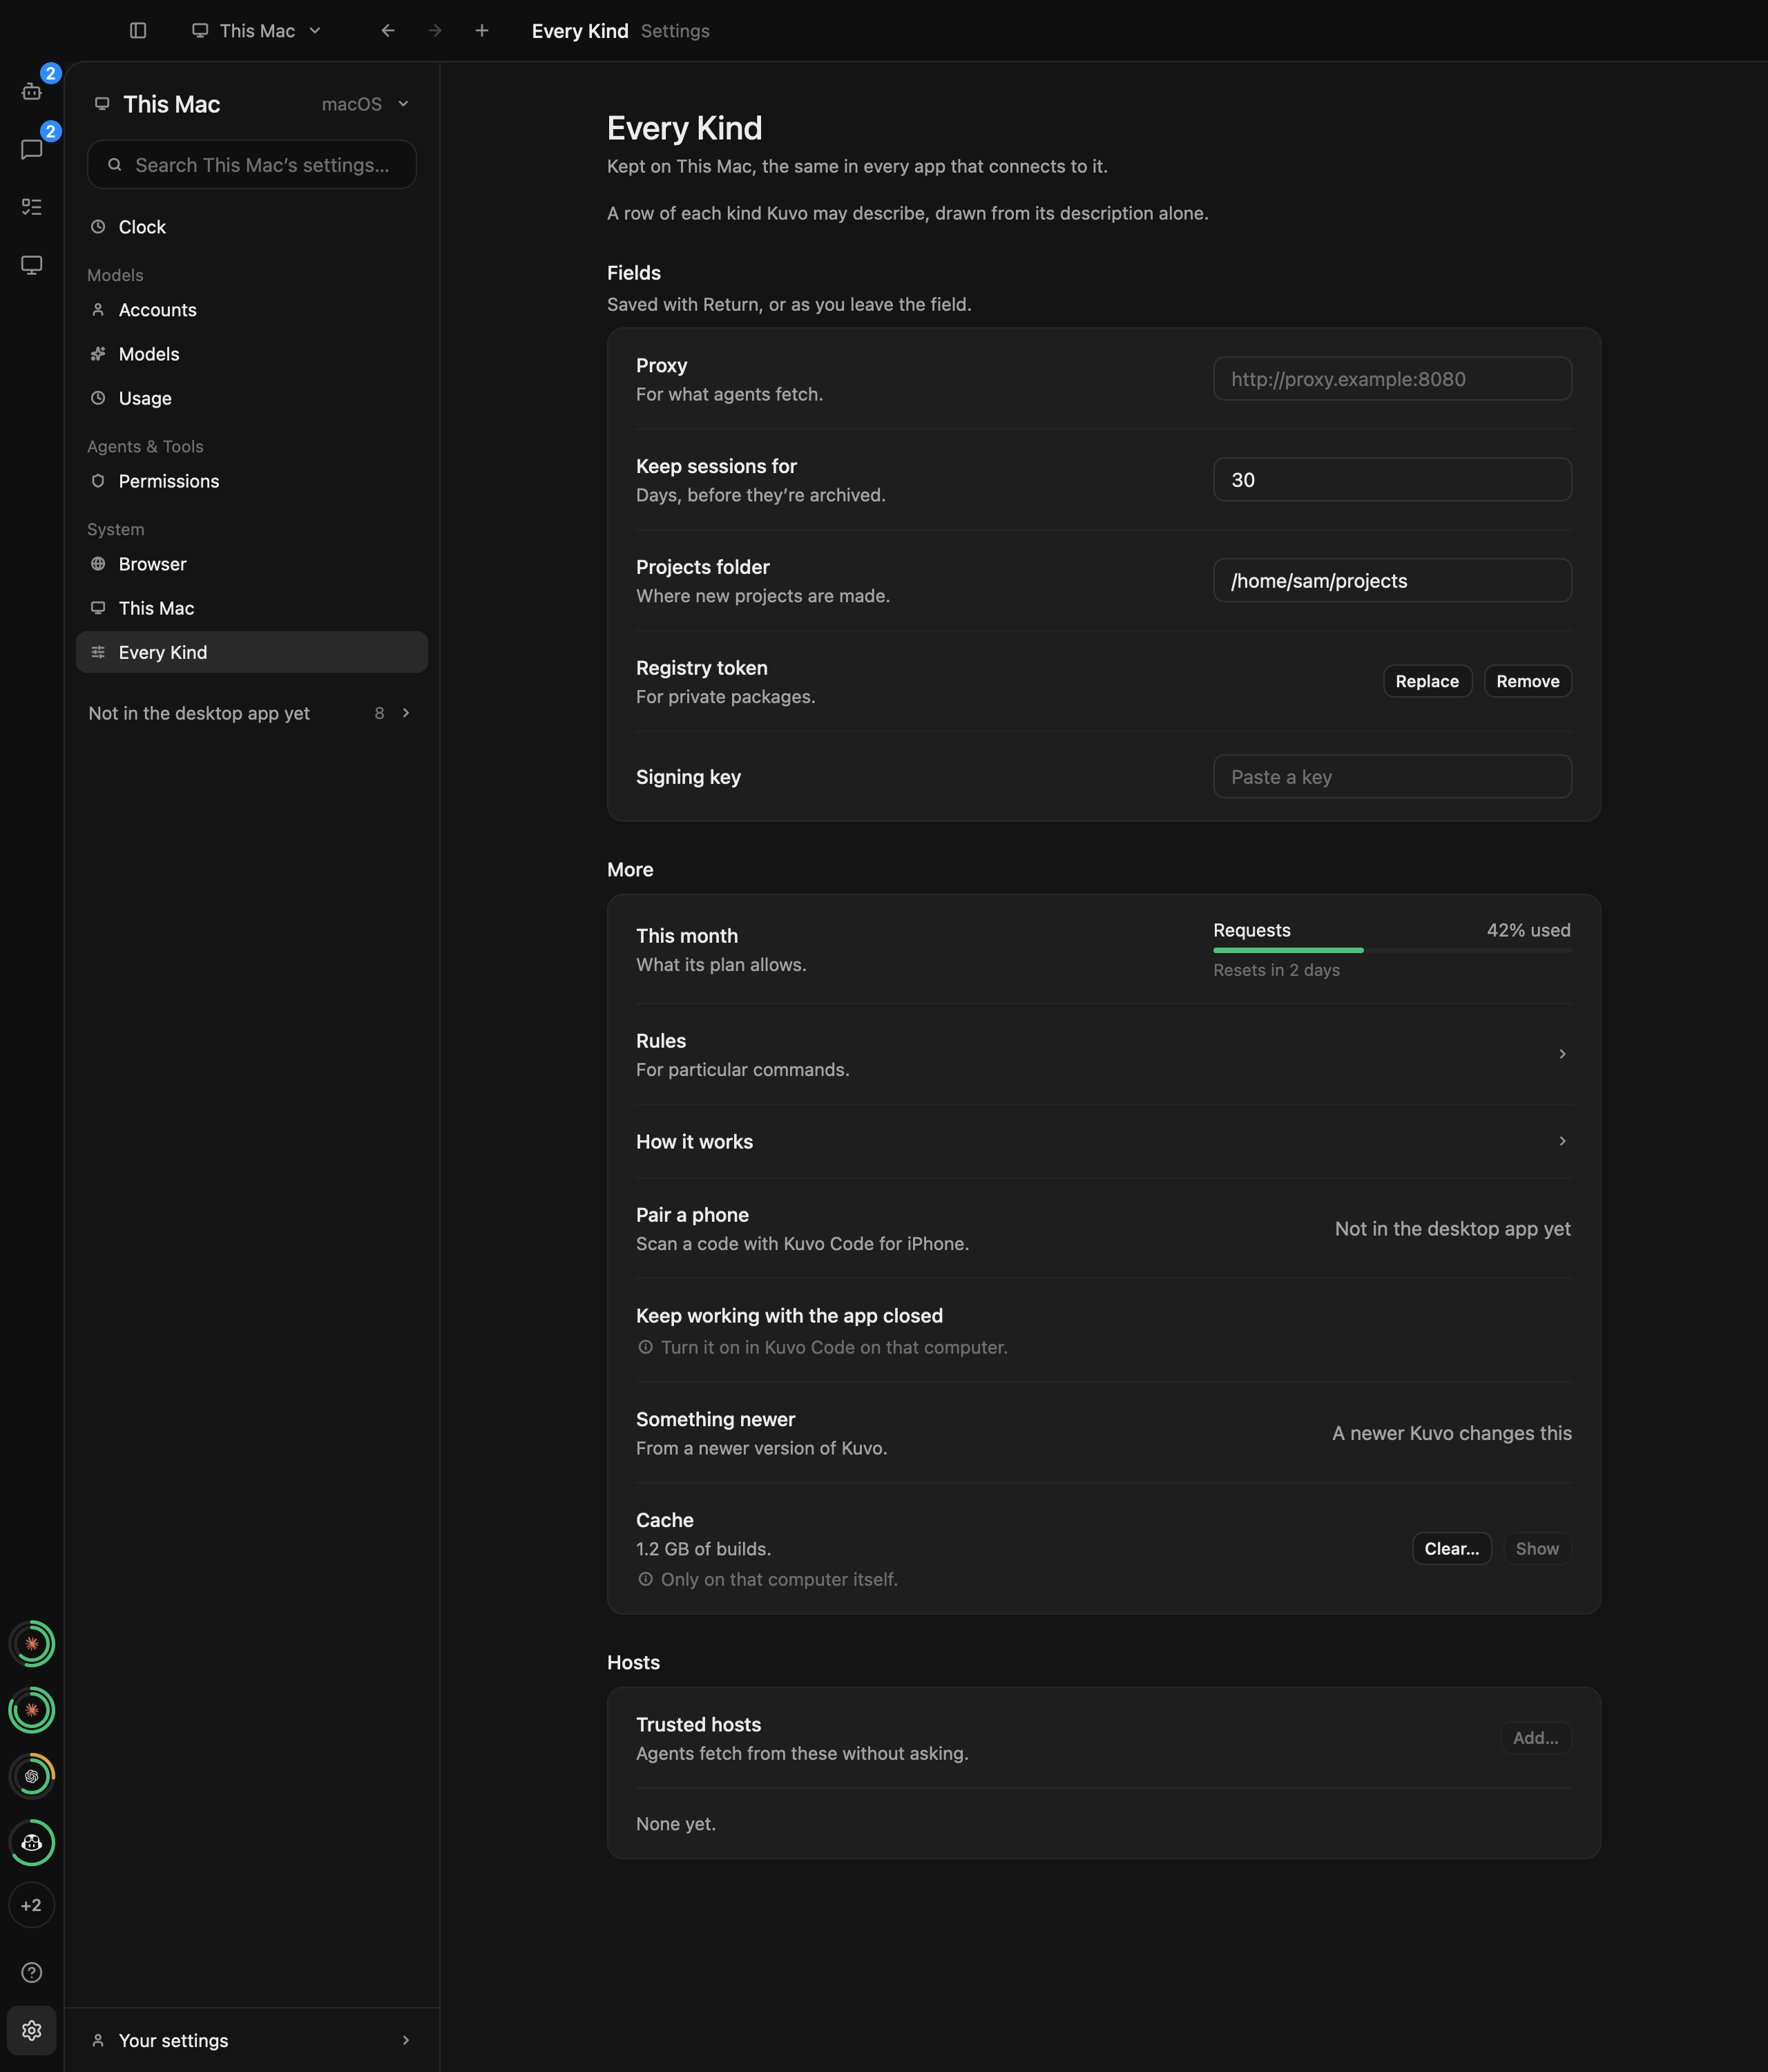 This Mac
Every Kind Settings
2
2
This Mac macOS
Search This Mac’s settings...
Clock
Models
Accounts
Models
Usage
Agents & Tools
Permissions
System
Browser
This Mac
Every Kind
Not in the desktop app yet 8
+2
Your settings
Every Kind
Kept on This Mac, the same in every app that connects to it.
A row of each kind Kuvo may describe, drawn from its description alone.
Fields
Saved with Return, or as you leave the field.
Proxy
For what agents fetch.
http://proxy.example:8080
Keep sessions for
Days, before they’re archived.
30
Projects folder
Where new projects are made.
/home/sam/projects
Registry token
For private packages.
Replace Remove
Signing key
Paste a key
More
This month
What its plan allows.
Requests 42% used
Resets in 2 days
Rules
For particular commands.
How it works
Pair a phone
Scan a code with Kuvo Code for iPhone.
Not in the desktop app yet
Keep working with the app closed
Turn it on in Kuvo Code on that computer.
Something newer
From a newer version of Kuvo.
A newer Kuvo changes this
Cache
1.2 GB of builds.
Only on that computer itself.
Clear... Show
Hosts
Trusted hosts
Agents fetch from these without asking.
Add...
None yet.